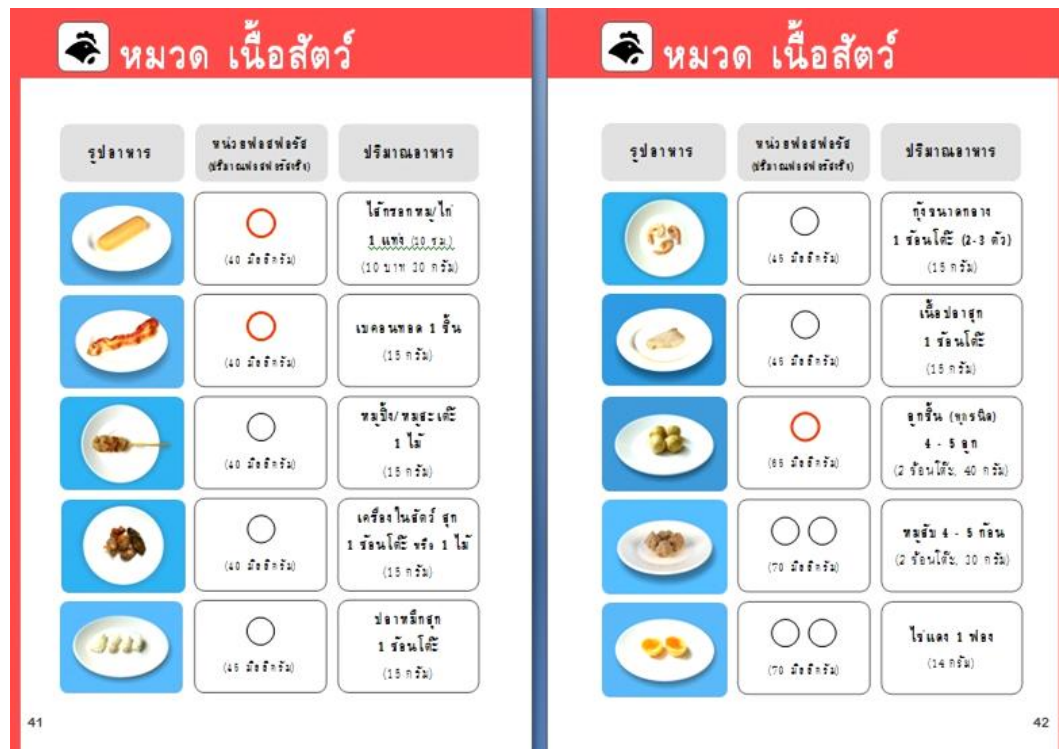 หมวด เนื้อสัตว์
รูปอาหาร
หน่วยฟอสฟอรัส
(ปริมาณฟอสฟอรัสจริง)
ปริมาณอาหาร
(40 มิลลิกรัม)
ไส้กรอกหมู/ไก่
1 แท่ง (10 ซม.)
(10 บาท 30 กรัม)
(40 มิลลิกรัม)
เบคอนทอด 1 ชิ้น
(15 กรัม)
(40 มิลลิกรัม)
หมูปิ้ง/หมูสะเต๊ะ
1 ไม้
(15 กรัม)
(40 มิลลิกรัม)
เครื่องในสัตว์ สุก
1 ช้อนโต๊ะ หรือ 1 ไม้
(15 กรัม)
(45 มิลลิกรัม)
ปลาหมึกสุก
1 ช้อนโต๊ะ
(15 กรัม)
41
หมวด เนื้อสัตว์
รูปอาหาร
หน่วยฟอสฟอรัส
(ปริมาณฟอสฟอรัสจริง)
ปริมาณอาหาร
(45 มิลลิกรัม)
กุ้งขนาดกลาง
1 ช้อนโต๊ะ (2-3 ตัว)
(15 กรัม)
(45 มิลลิกรัม)
เนื้อปลาสุก
1 ช้อนโต๊ะ
(15 กรัม)
(65 มิลลิกรัม)
ลูกชิ้น (ทุกชนิด)
4 - 5 ลูก
(2 ช้อนโต๊ะ, 40 กรัม)
(70 มิลลิกรัม)
หมูสับ 4 - 5 ก้อน
(2 ช้อนโต๊ะ, 30 กรัม)
(70 มิลลิกรัม)
ไข่แดง 1 ฟอง
(14 กรัม)
42